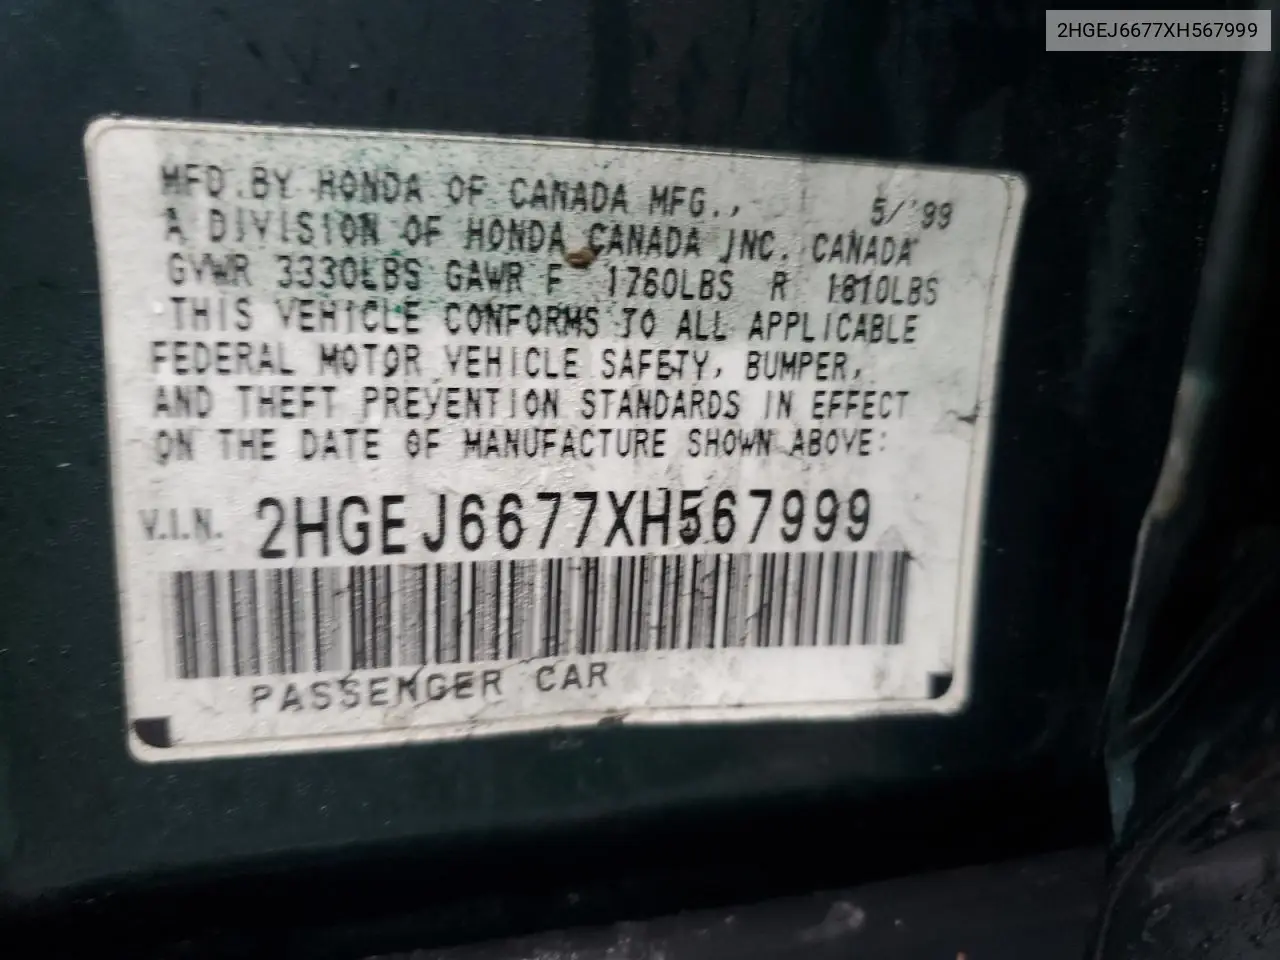 2HGEJ6677XH567999
MFD.BY HONDA OF CANADA MFG., 5/'99
A DIVISION OF HONDA CANADA INC. CANADA
GVWR 3330LBS GAWR F 1760LBS R 1610LBS
THIS VEHICLE CONFORMS TO ALL APPLICABLE
FEDERAL MOTOR VEHICLE SAFETY, BUMPER,
AND THEFT PREVENTION STANDARDS IN EFFECT
ON THE DATE OF MANUFACTURE SHOWN ABOVE:
V.I.N. 2HGEJ6677XH567999
PASSENGER CAR